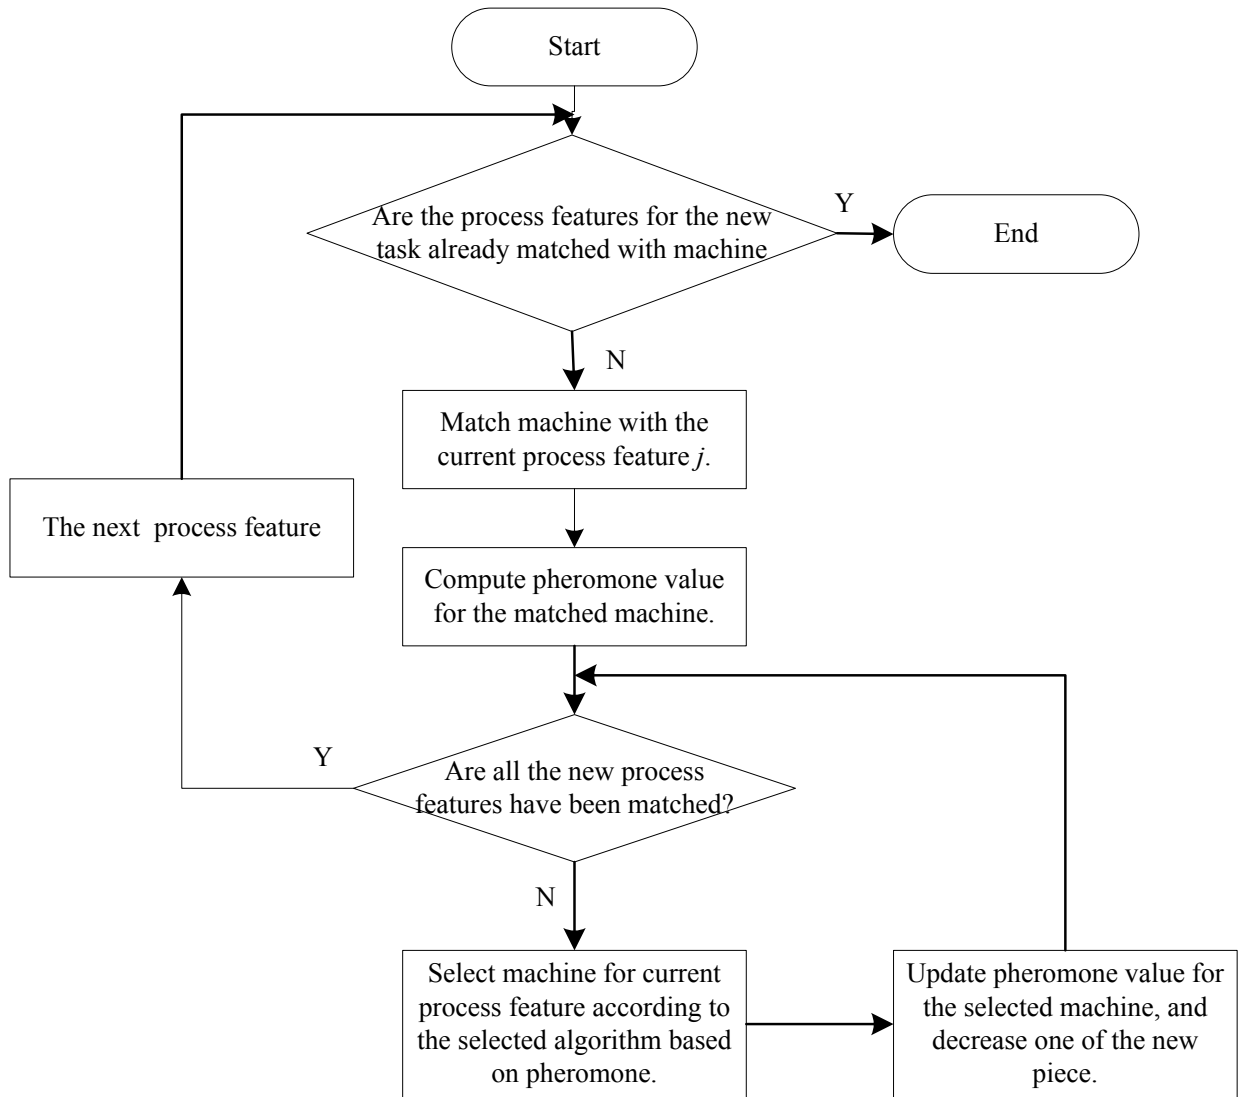 Start
Are the process features for the new
task already matched with machine
Y
End
N
Match machine with the
current process feature j.
The next process feature
Compute pheromone value
for the matched machine.
Y
Are all the new process
features have been matched?
N
Select machine for current
process feature according to
the selected algorithm based
on pheromone.
Update pheromone value for
the selected machine, and
decrease one of the new
piece.